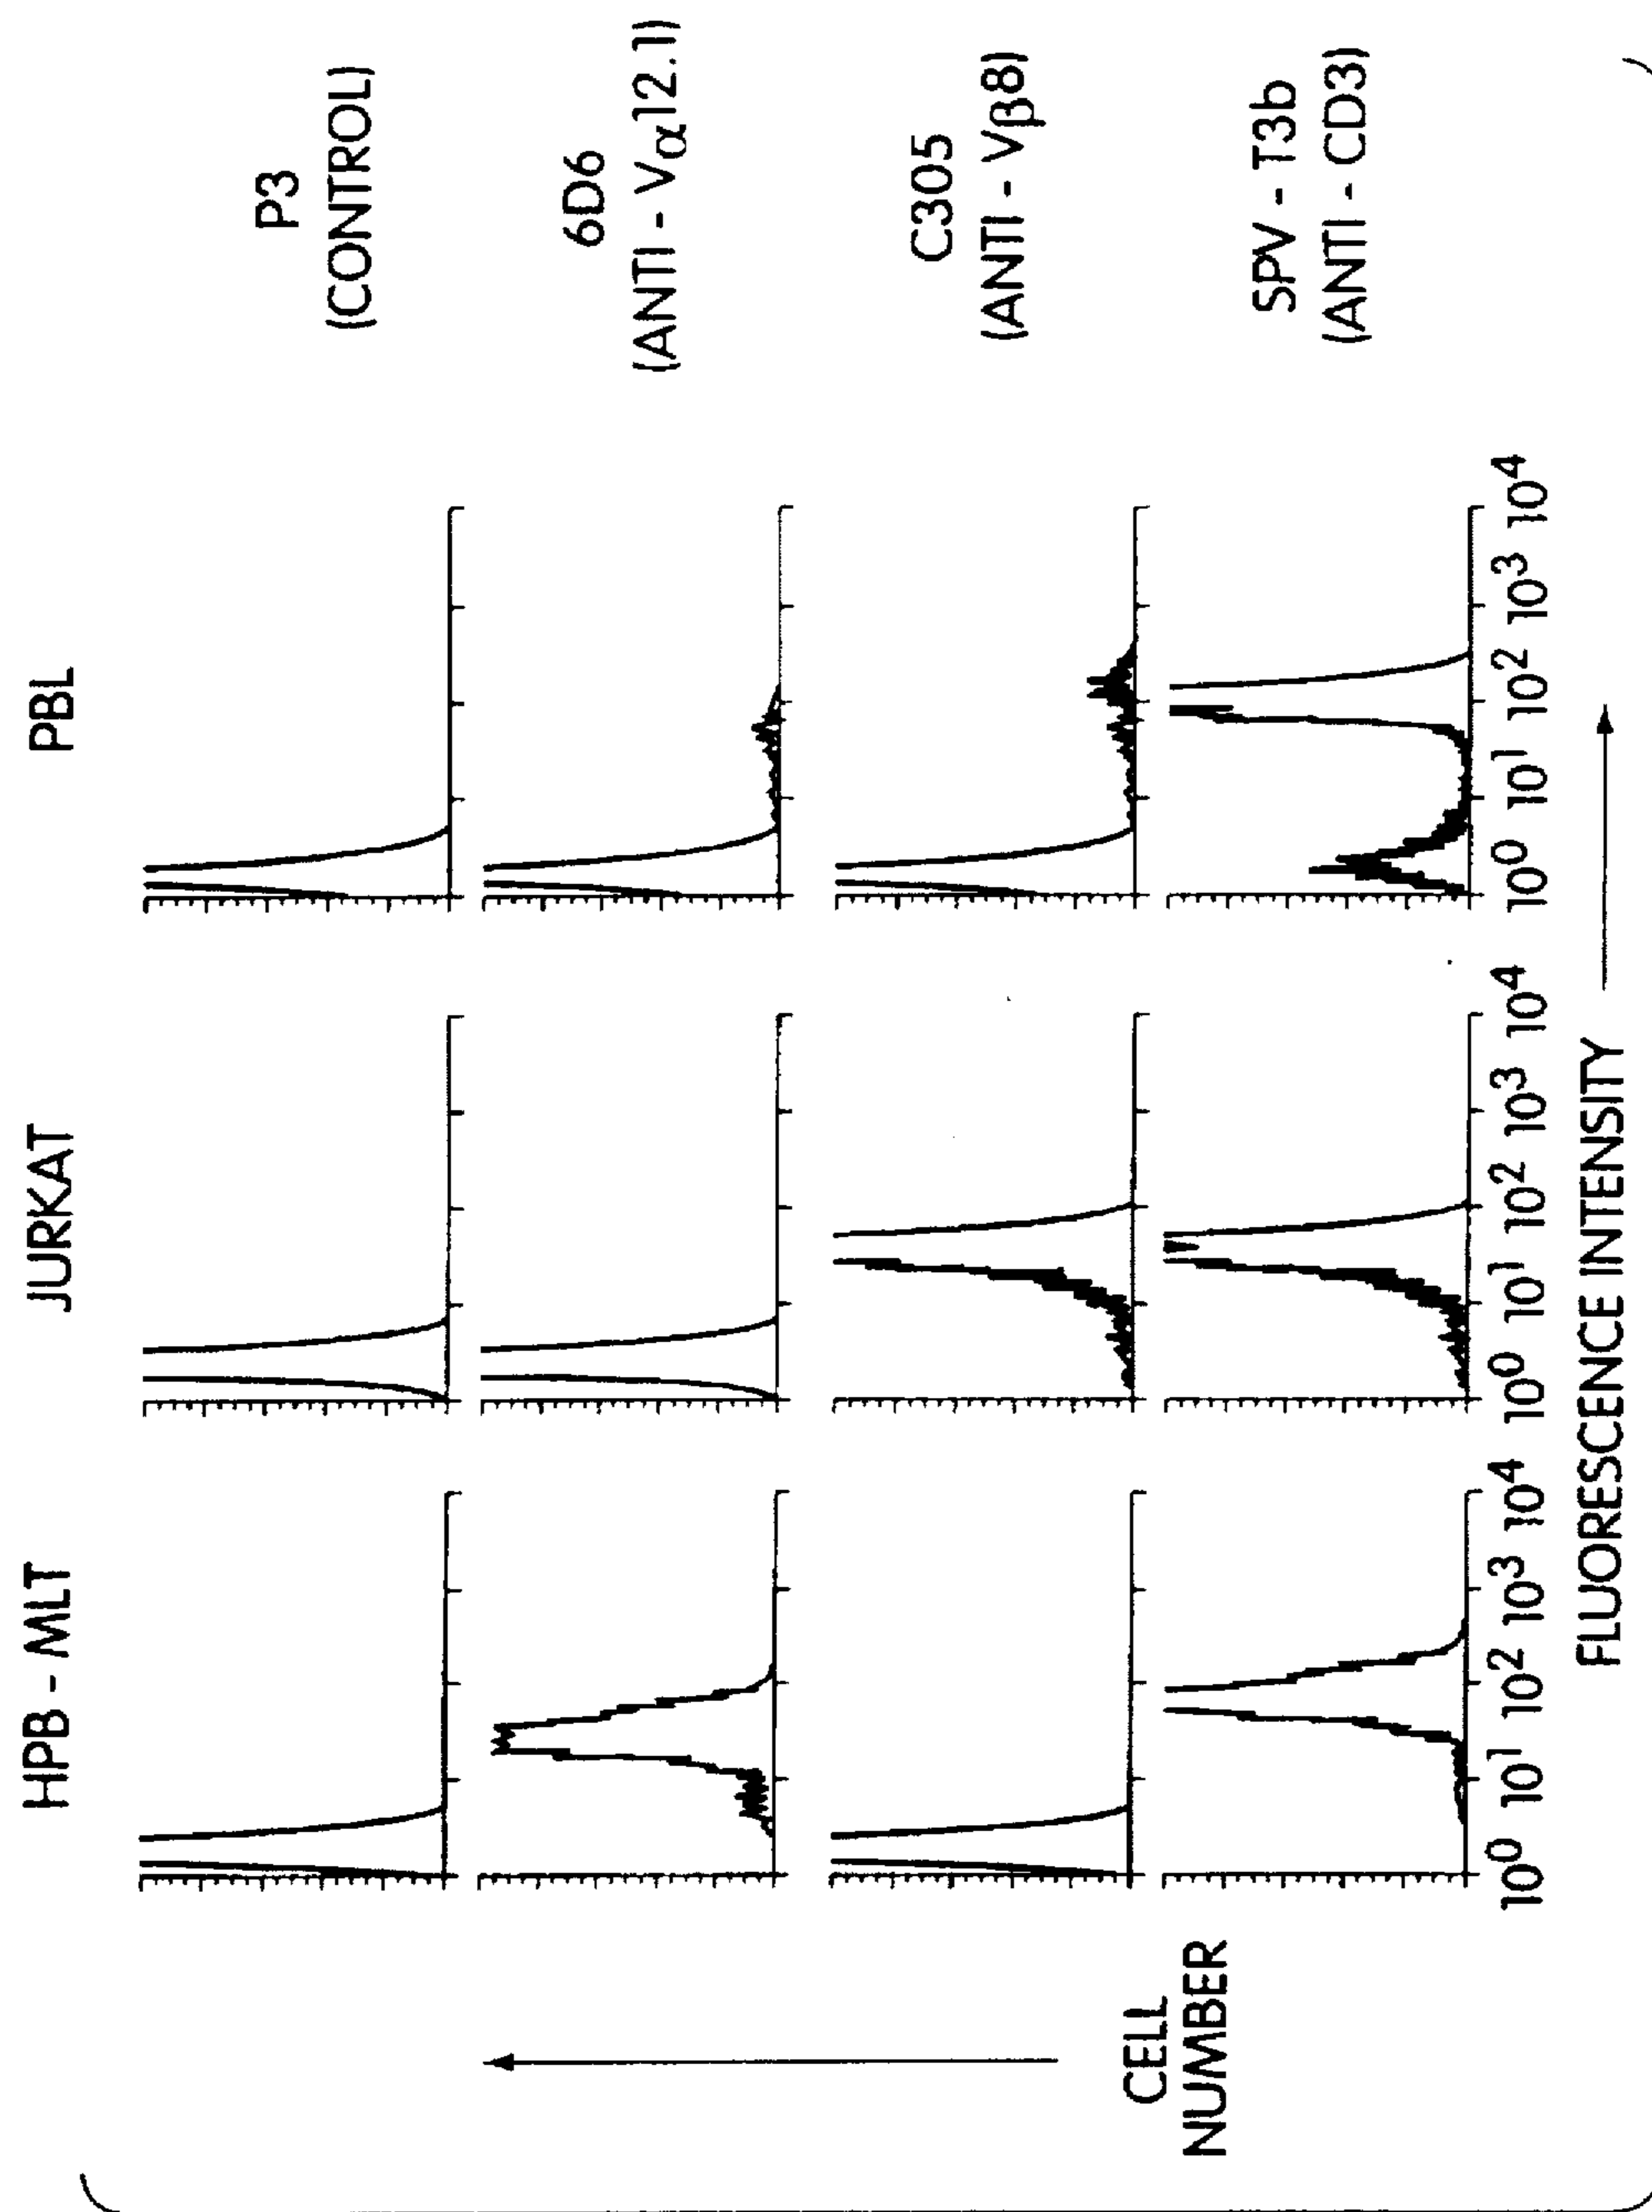 HPB - MLT
JURKAT
PBL
P3
(CONTROL)
6D6
(ANTI - Vα12.1)
C305
(ANTI - Vβ8)
SPV - T3b
(ANTI - CD3)
CELL
NUMBER
10⁰ 10¹ 10² 10³ 10⁴
10⁰ 10¹ 10² 10³ 10⁴
10⁰ 10¹ 10² 10³ 10⁴
FLUORESCENCE INTENSITY